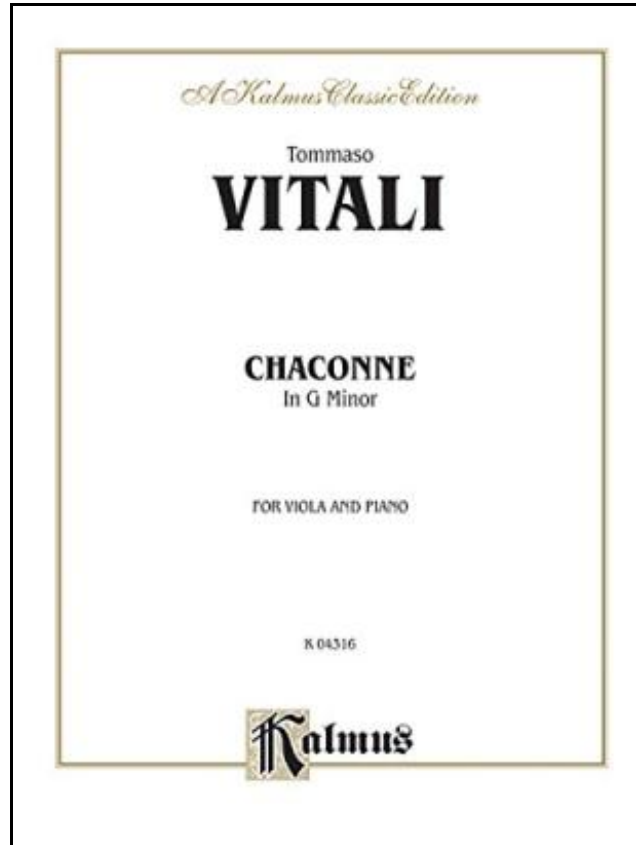 A Kalmus Classic Edition
Tommaso
VITALI
CHACONNE
In G Minor
FOR VIOLA AND PIANO
K 04316
Kalmus